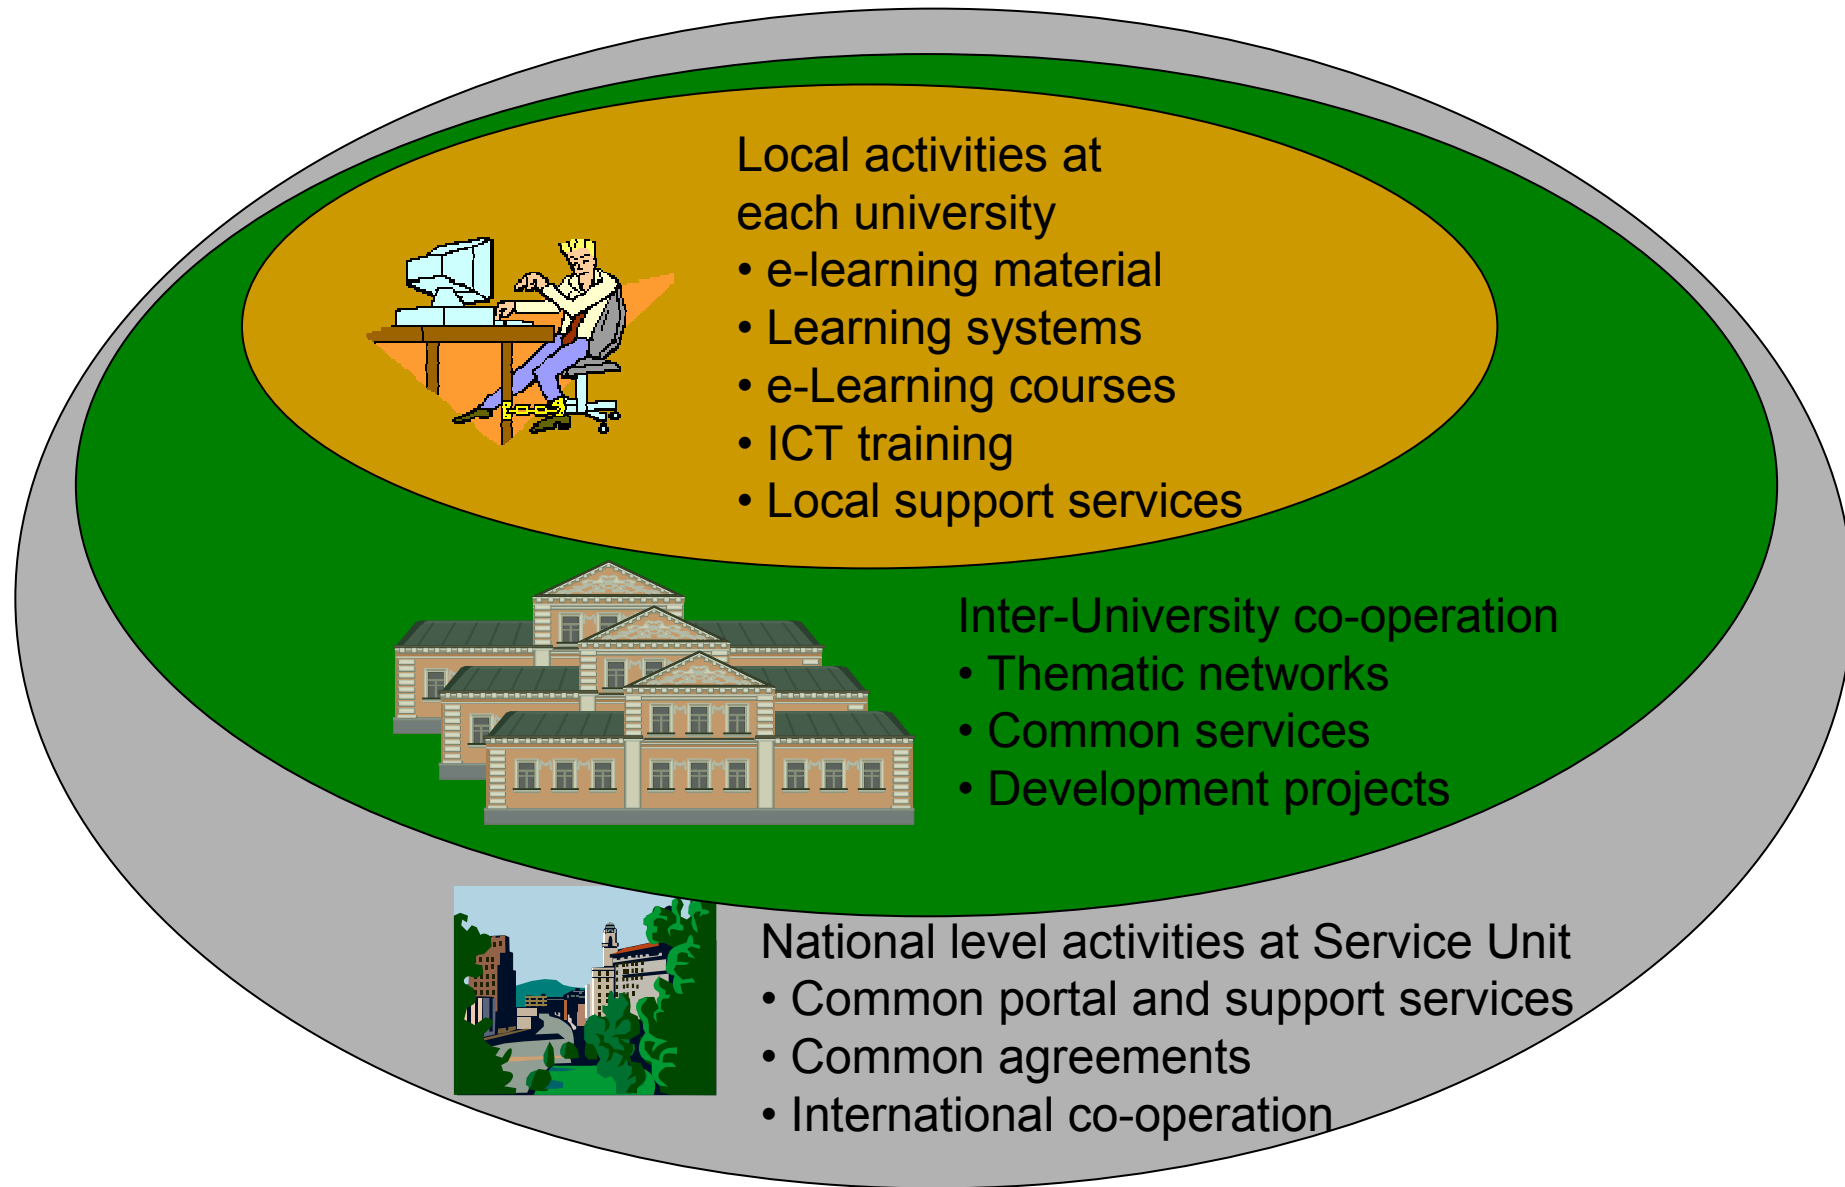 Local activities at
each university
• e-learning material
• Learning systems
• e-Learning courses
• ICT training
• Local support services
Inter-University co-operation
• Thematic networks
• Common services
• Development projects
National level activities at Service Unit
• Common portal and support services
• Common agreements
• International co-operation